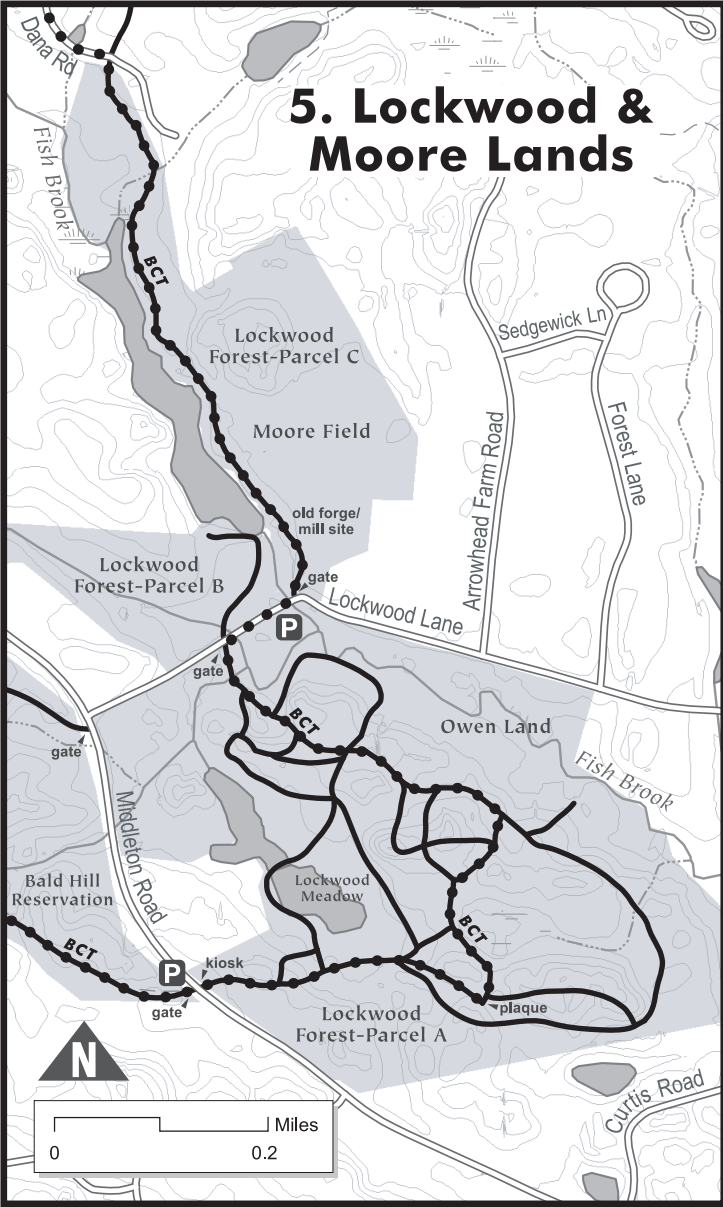 Dana Rd
5. Lockwood &
Moore Lands
Fish Brook
BCT
Sedgewick Ln
Lockwood
Forest-Parcel C
Moore Field
Arrowhead Farm Road
Forest Lane
old forge/
mill site
Lockwood
Forest-Parcel B
gate
Lockwood Lane
P
gate
BCT
Owen Land
gate
Fish Brook
Middleton Road
Bald Hill
Reservation
Lockwood
Meadow
BCT
BCT
P
kiosk
gate
plaque
Lockwood
Forest-Parcel A
N
Curtis Road
Miles
0
0.2